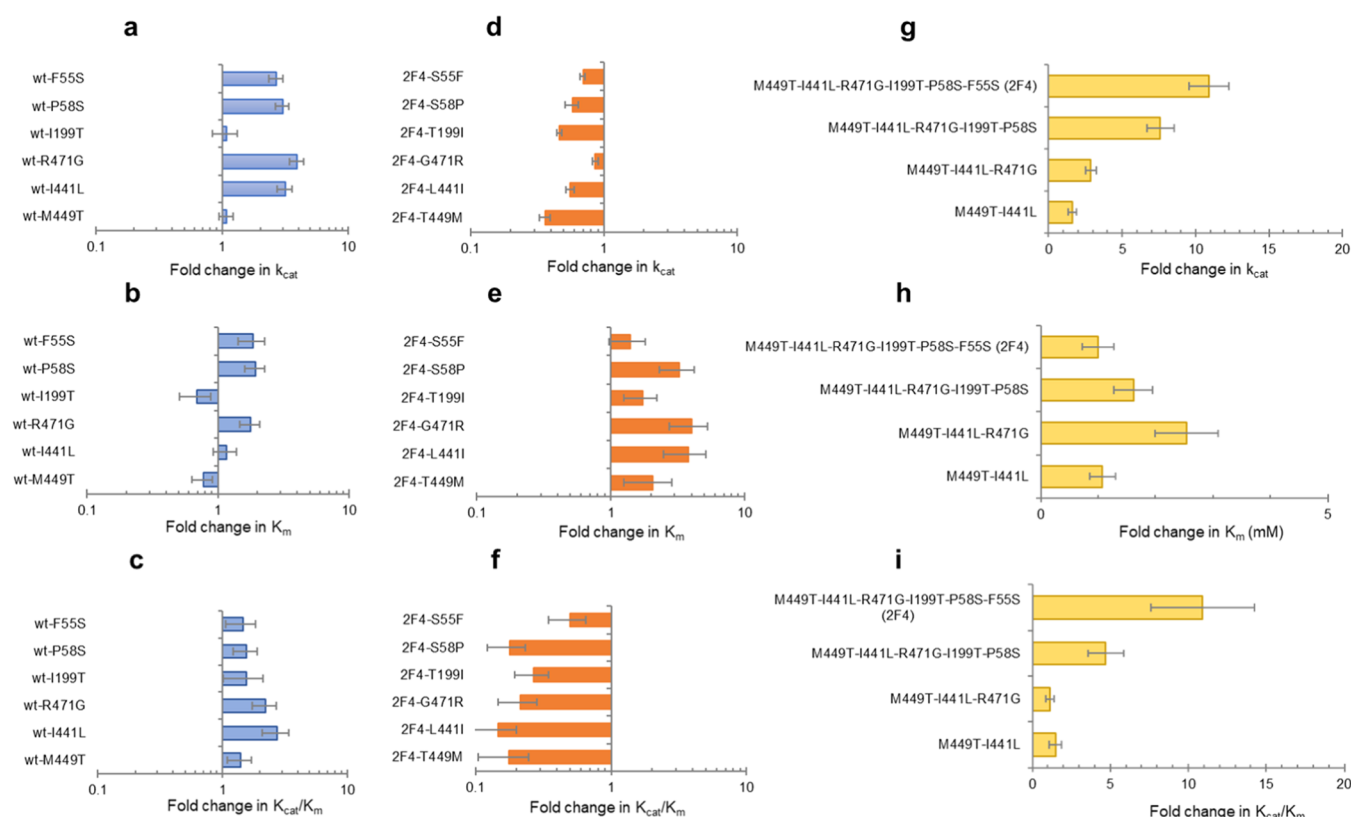 a
wt-F55S
wt-P58S
wt-I199T
wt-R471G
wt-I441L
wt-M449T
0.1 1 10
Fold change in kcat
d
2F4-S55F
2F4-S58P
2F4-T199I
2F4-G471R
2F4-L441I
2F4-T449M
0.1 1 10
Fold change in kcat
g
M449T-I441L-R471G-I199T-P58S-F55S (2F4)
M449T-I441L-R471G-I199T-P58S
M449T-I441L-R471G
M449T-I441L
0 5 10 15 20
Fold change in kcat
b
wt-F55S
wt-P58S
wt-I199T
wt-R471G
wt-I441L
wt-M449T
0.1 1 10
Fold change in Km
e
2F4-S55F
2F4-S58P
2F4-T199I
2F4-G471R
2F4-L441I
2F4-T449M
0.1 1 10
Fold change in Km
h
M449T-I441L-R471G-I199T-P58S-F55S (2F4)
M449T-I441L-R471G-I199T-P58S
M449T-I441L-R471G
M449T-I441L
0 5
Fold change in Km (mM)
c
wt-F55S
wt-P58S
wt-I199T
wt-R471G
wt-I441L
wt-M449T
0.1 1 10
Fold change in Kcat/Km
f
2F4-S55F
2F4-S58P
2F4-T199I
2F4-G471R
2F4-L441I
2F4-T449M
0.1 1 10
Fold change in Kcat/Km
i
M449T-I441L-R471G-I199T-P58S-F55S
(2F4)
M449T-I441L-R471G-I199T-P58S
M449T-I441L-R471G
M449T-I441L
0 5 10 15 20
Fold change in Kcat/Km